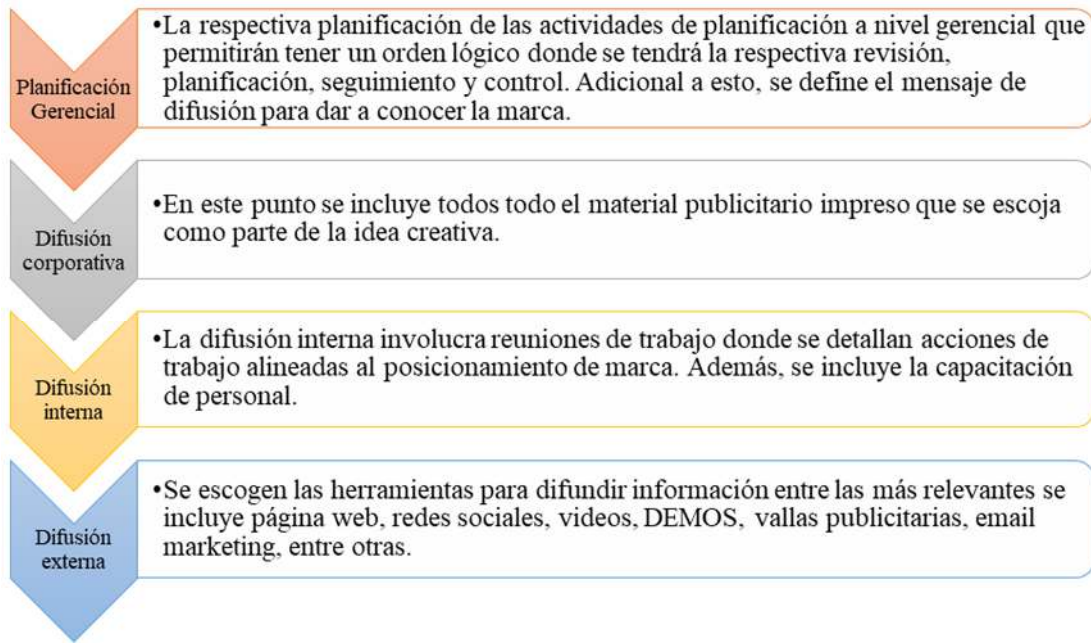 Planificación
Gerencial
•La respectiva planificación de las actividades de planificación a nivel gerencial que
permitirán tener un orden lógico donde se tendrá la respectiva revisión,
planificación, seguimiento y control. Adicional a esto, se define el mensaje de
difusión para dar a conocer la marca.
Difusión
corporativa
•En este punto se incluye todos todo el material publicitario impreso que se escoja
como parte de la idea creativa.
Difusión
interna
•La difusión interna involucra reuniones de trabajo donde se detallan acciones de
trabajo alineadas al posicionamiento de marca. Además, se incluye la capacitación
de personal.
Difusión
externa
•Se escogen las herramientas para difundir información entre las más relevantes se
incluye página web, redes sociales, videos, DEMOS, vallas publicitarias, email
marketing, entre otras.